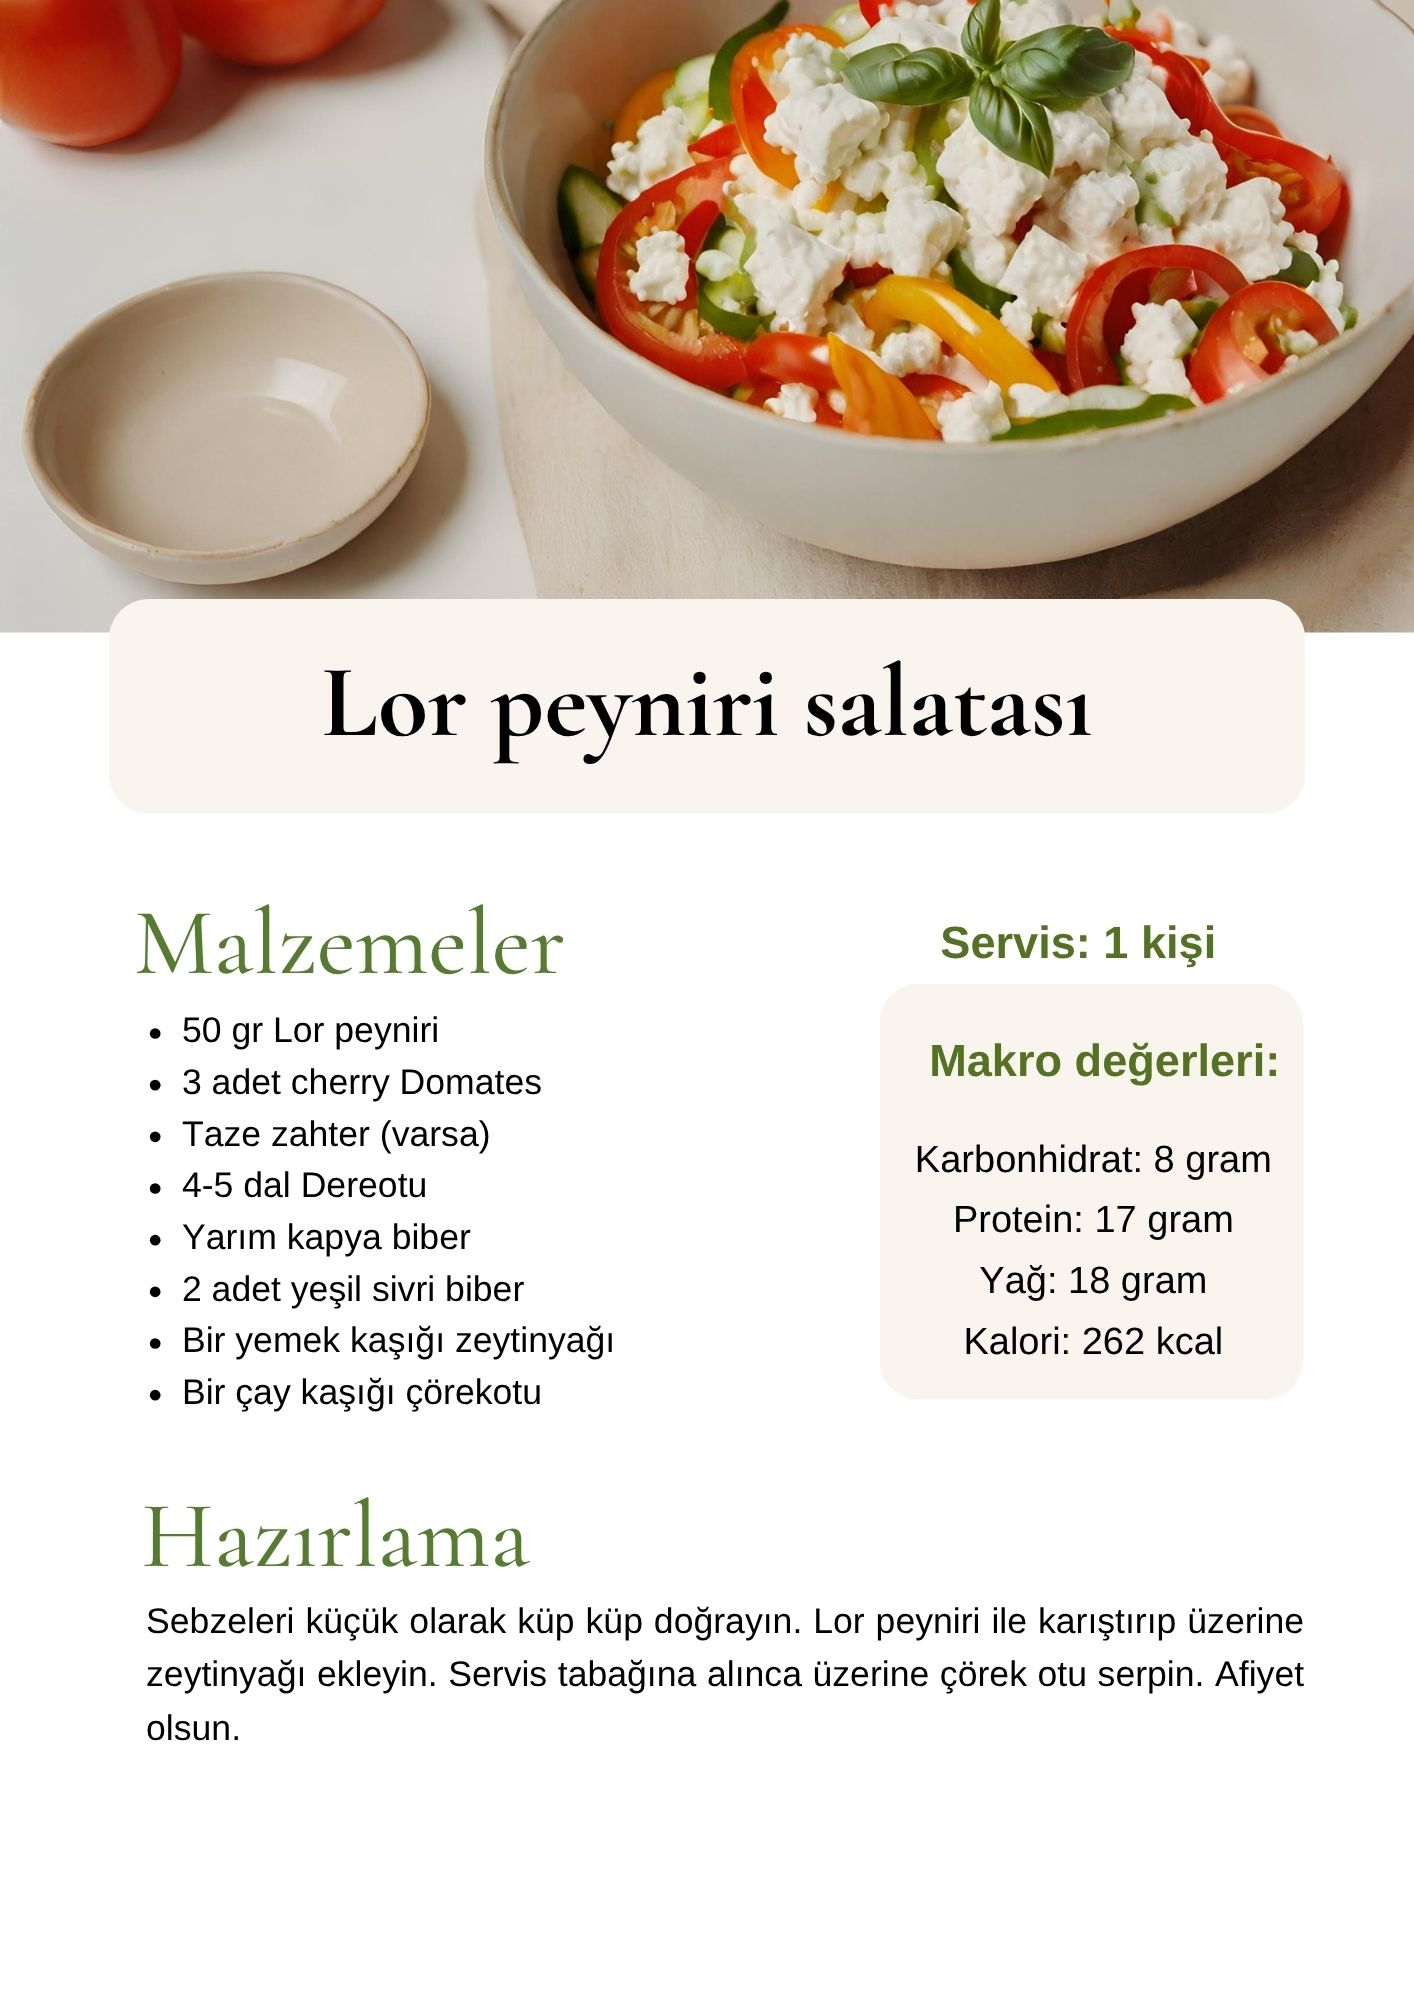 Lor peyniri salatası
Malzemeler
50 gr Lor peyniri
3 adet cherry Domates
Taze zahter (varsa)
4-5 dal Dereotu
Yarım kapya biber
2 adet yeşil sivri biber
Bir yemek kaşığı zeytinyağı
Bir çay kaşığı çörekotu
Servis: 1 kişi
Makro değerleri:
Karbonhidrat: 8 gram
Protein: 17 gram
Yağ: 18 gram
Kalori: 262 kcal
Hazırlama
Sebzeleri küçük olarak küp küp doğrayın. Lor peyniri ile karıştırıp üzerine
zeytinyağı ekleyin. Servis tabağına alınca üzerine çörek otu serpin. Afiyet
olsun.